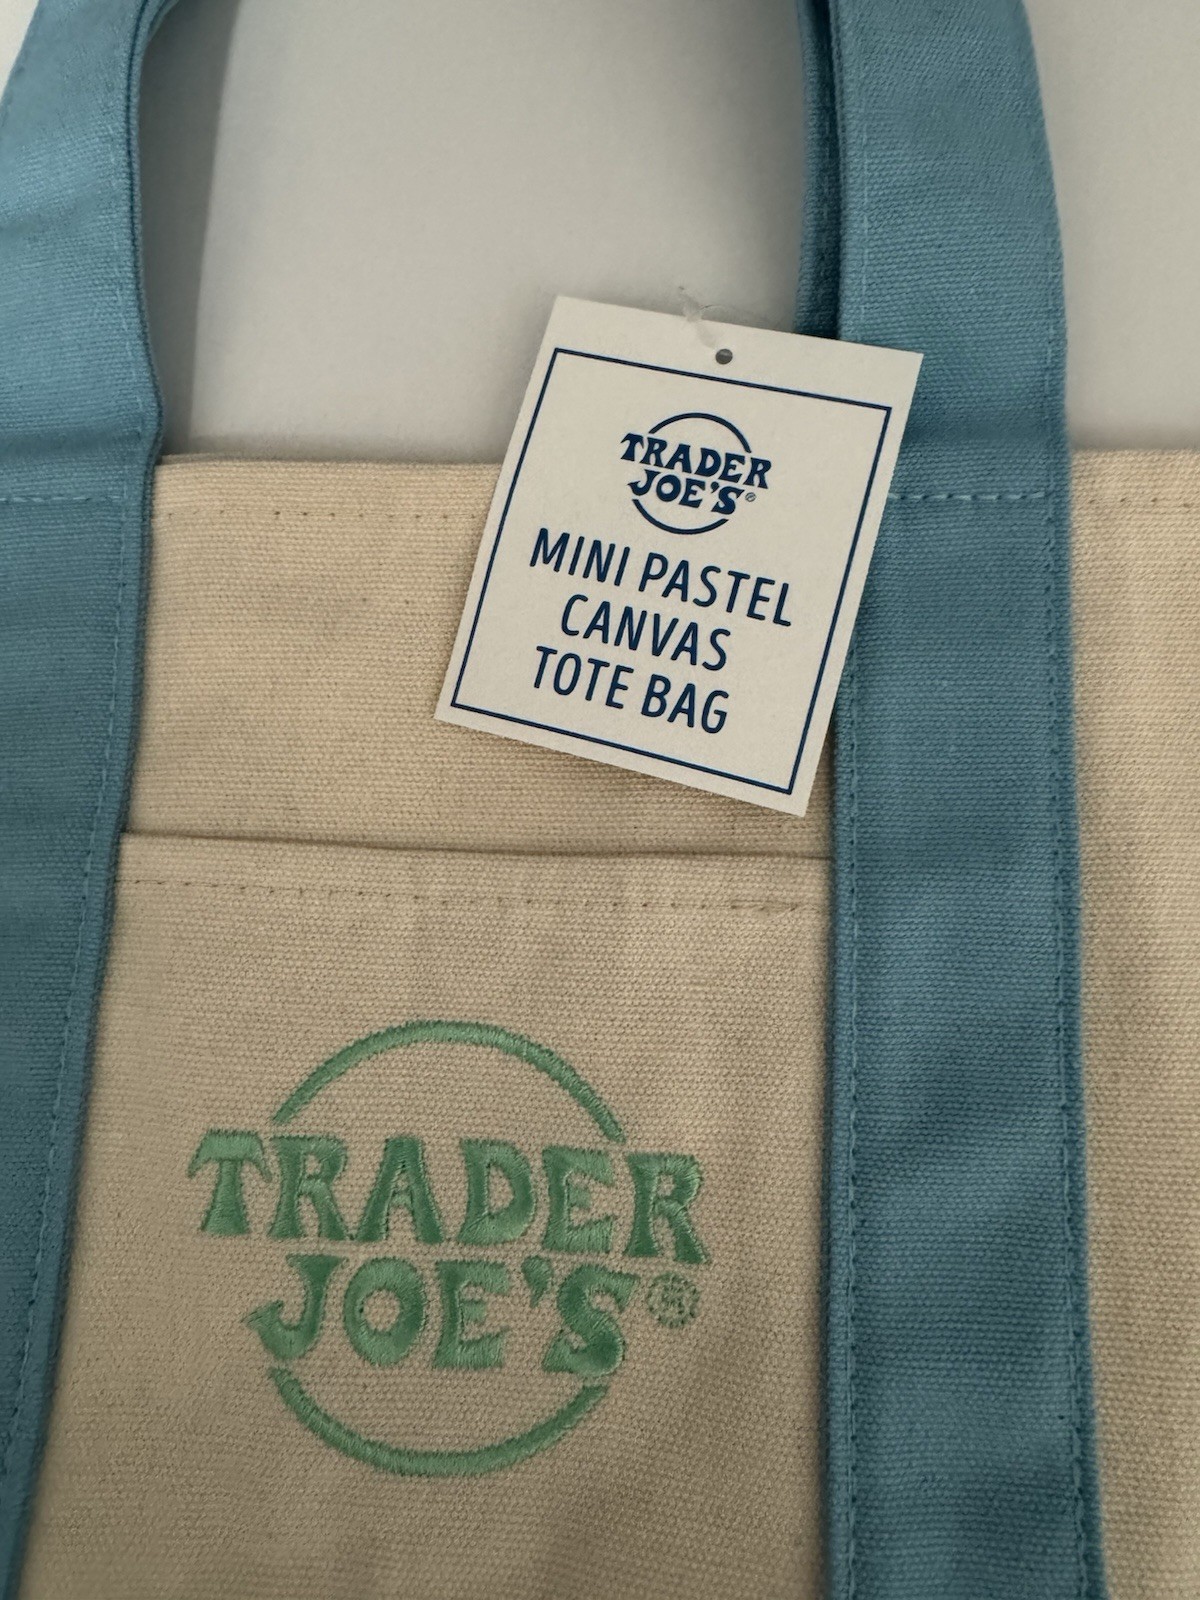 TRADER
JOE'S®
MINI PASTEL
CANVAS
TOTE BAG
TRADER
JOE'S®